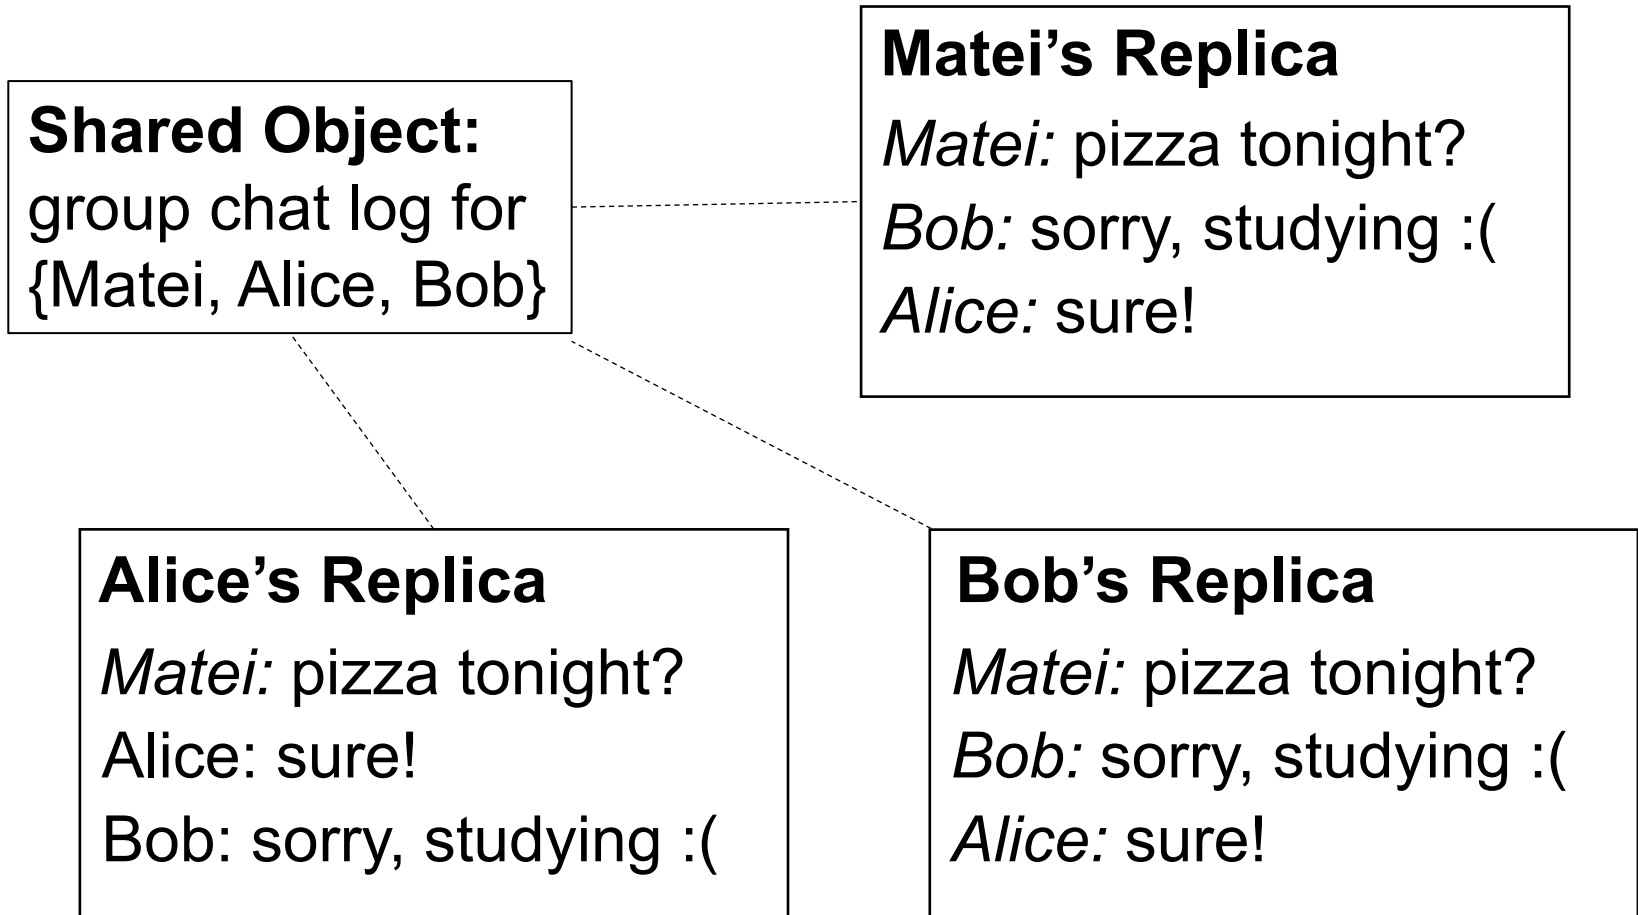 Shared Object:
group chat log for
{Matei, Alice, Bob}
Matei’s Replica
Matei: pizza tonight?
Bob: sorry, studying :(
Alice: sure!
Alice’s Replica
Matei: pizza tonight?
Alice: sure!
Bob: sorry, studying :(
Bob’s Replica
Matei: pizza tonight?
Bob: sorry, studying :(
Alice: sure!